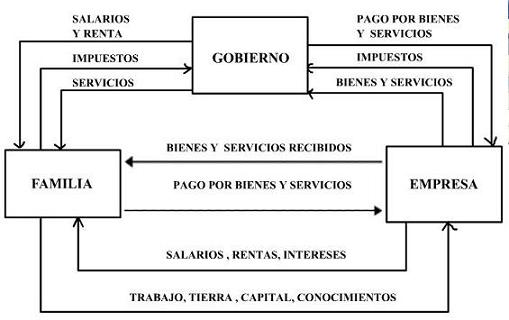 SALARIOS
Y RENTA
PAGO POR BIENES
Y SERVICIOS
GOBIERNO
IMPUESTOS
IMPUESTOS
SERVICIOS
BIENES Y SERVICIOS
BIENES Y SERVICIOS RECIBIDOS
FAMILIA
PAGO POR BIENES Y SERVICIOS
EMPRESA
SALARIOS , RENTAS, INTERESES
TRABAJO, TIERRA , CAPITAL, CONOCIMIENTOS